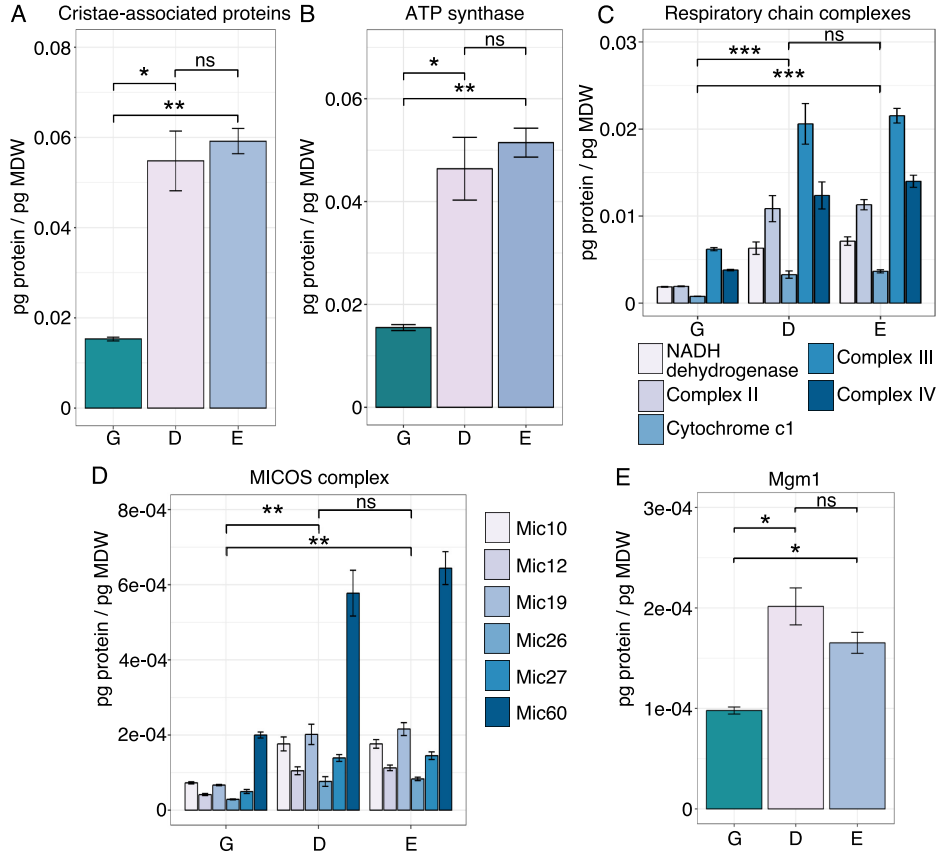 A Cristae-associated proteins
pg protein / pg MDW
0.08
0.06
0.04
0.02
0
ns
*
**
G D E
B ATP synthase
pg protein / pg MDW
0.06
0.04
0.02
0
ns
*
**
G D E
C Respiratory chain complexes
pg protein / pg MDW
0.03
0.02
0.01
0
ns
***
***
G D E
NADH
dehydrogenase
Complex II
Cytochrome c1
Complex III
Complex IV
D MICOS complex
pg protein / pg MDW
8e-04
6e-04
4e-04
2e-04
0
ns
**
**
G D E
Mic10
Mic12
Mic19
Mic26
Mic27
Mic60
E Mgm1
pg protein / pg MDW
3e-04
2e-04
1e-04
0
ns
*
*
G D E